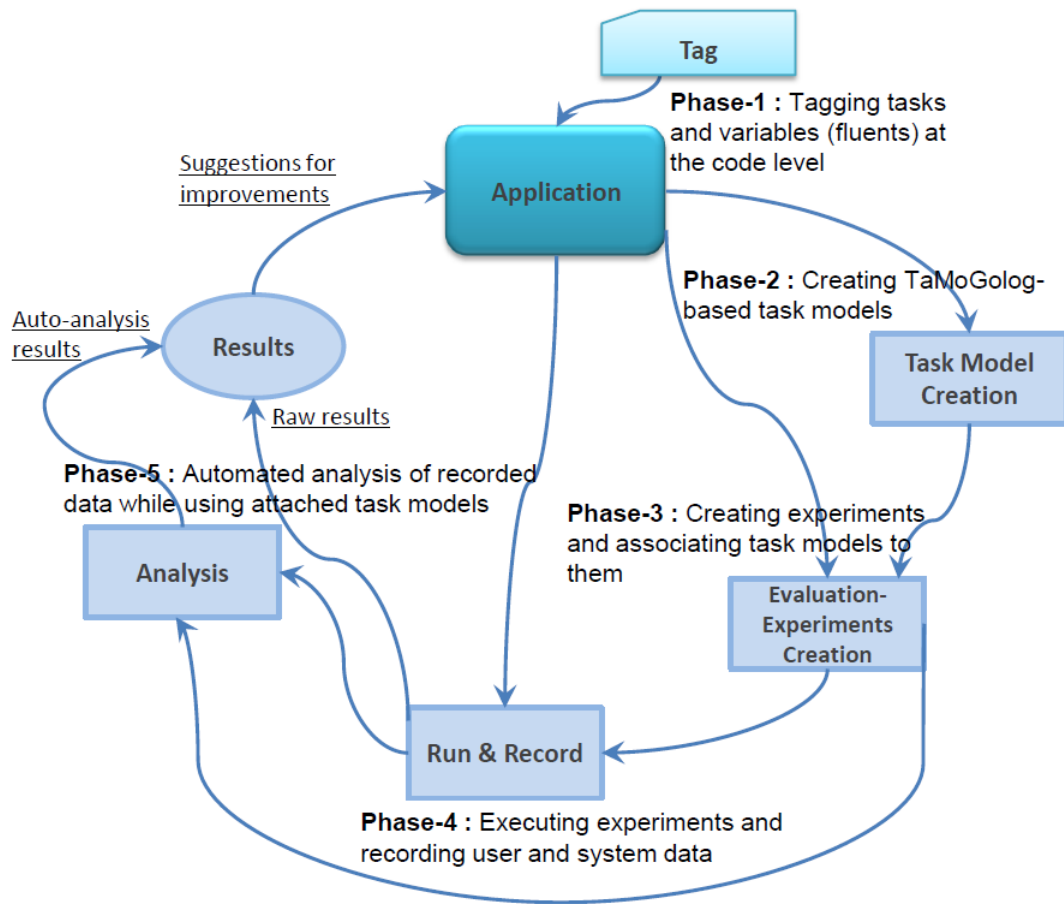 Tag
Phase-1 : Tagging tasks
and variables (fluents) at
the code level
Suggestions for
improvements
Application
Phase-2 : Creating TaMoGolog-
based task models
Auto-analysis
results
Results
Task Model
Creation
Raw results
Phase-5 : Automated analysis of recorded
data while using attached task models
Phase-3 : Creating experiments
and associating task models to
them
Analysis
Evaluation-
Experiments
Creation
Run & Record
Phase-4 : Executing experiments and
recording user and system data